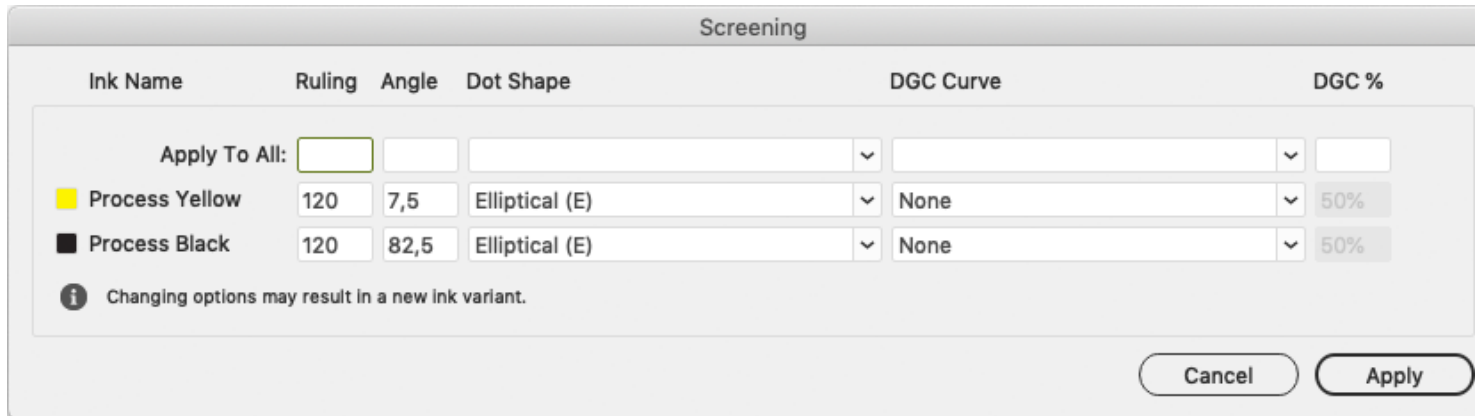 Screening
Ink Name Ruling Angle Dot Shape DGC Curve DGC %
Apply To All:
Process Yellow 120 7,5 Elliptical (E) None 50%
Process Black 120 82,5 Elliptical (E) None 50%
Changing options may result in a new ink variant.
Cancel Apply